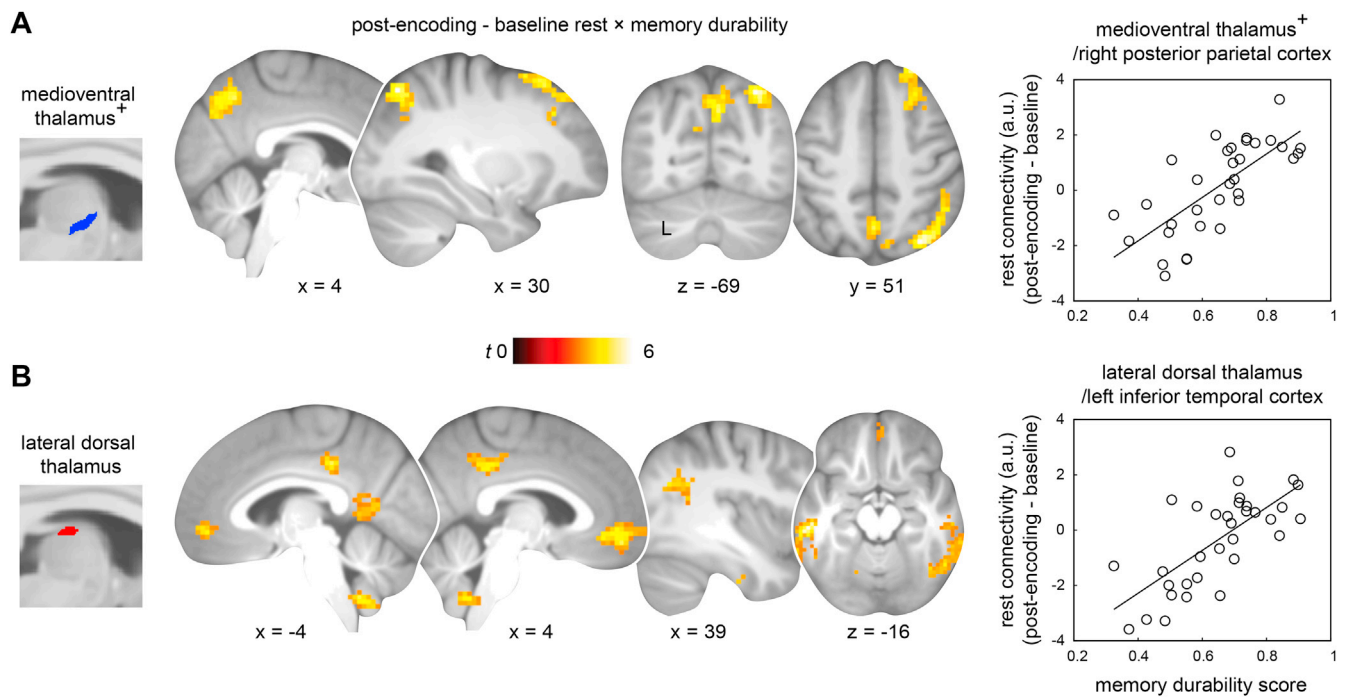 A
post-encoding - baseline rest × memory durability
medioventral
thalamus+
L
x = 4
x = 30
z = -69
y = 51
medioventral thalamus+
/right posterior parietal cortex
rest connectivity (a.u.)
(post-encoding - baseline)
4
2
0
-2
-4
0.2
0.4
0.6
0.8
1
t 0
6
B
lateral dorsal
thalamus
x = -4
x = 4
x = 39
z = -16
lateral dorsal thalamus
/left inferior temporal cortex
rest connectivity (a.u.)
(post-encoding - baseline)
4
2
0
-2
-4
0.2
0.4
0.6
0.8
1
memory durability score